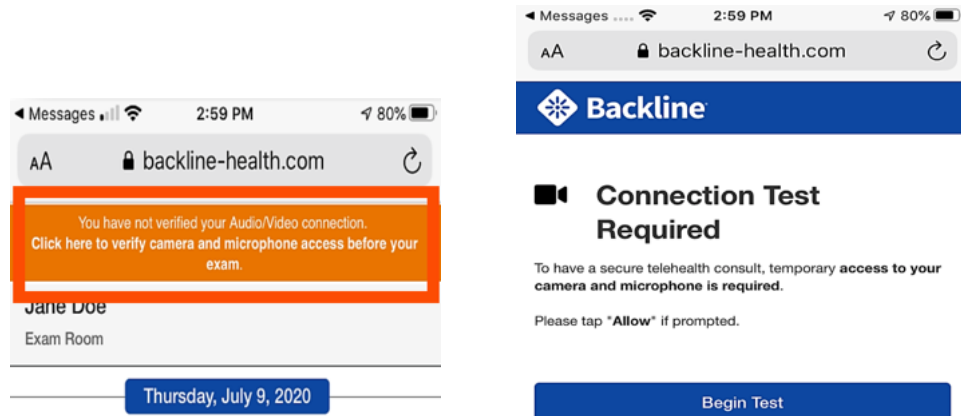 Messages 2:59 PM 80%
AA backline-health.com
You have not verified your Audio/Video connection.
Click here to verify camera and microphone access before your
exam.
Jane Doe
Exam Room
Thursday, July 9, 2020
Messages 2:59 PM 80%
AA backline-health.com
Backline
Connection Test
Required
To have a secure telehealth consult, temporary access to your
camera and microphone is required.
Please tap "Allow" if prompted.
Begin Test